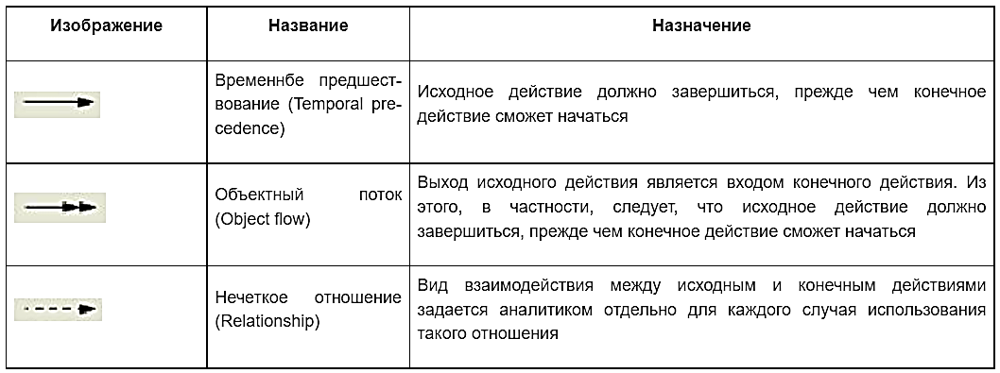 Изображение Название Назначение
Временнбе предшест-
вование (Temporal pre-
cedence)
Исходное действие должно завершиться, прежде чем конечное
действие сможет начаться
Объектный поток
(Object flow)
Выход исходного действия является входом конечного действия. Из
этого, в частности, следует, что исходное действие должно
завершиться, прежде чем конечное действие сможет начаться
Нечеткое отношение
(Relationship)
Вид взаимодействия между исходным и конечным действиями
задается аналитиком отдельно для каждого случая использования
такого отношения